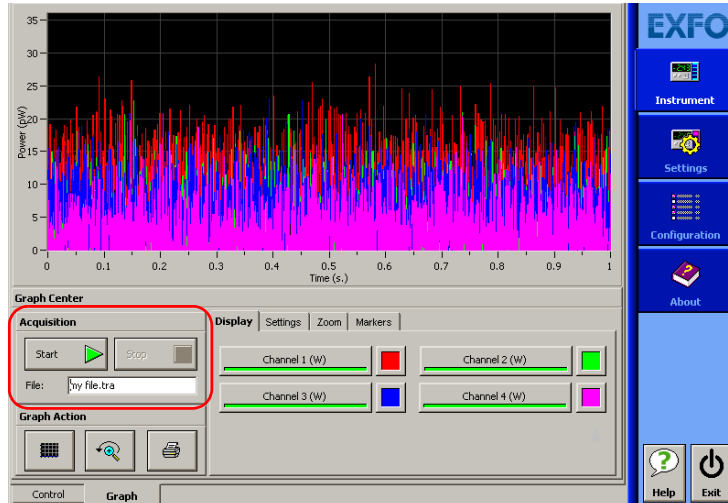 EXFO
35
30
25
20
15
10
5
0
Power (pW)
0 0.1 0.2 0.3 0.4 0.5 0.6 0.7 0.8 0.9 1
Time (s.)
Graph Center
Acquisition
Start Stop
File: my file.tra
Graph Action
Display Settings Zoom Markers
Channel 1 (W) Channel 2 (W)
Channel 3 (W) Channel 4 (W)
Control Graph
Instrument
Settings
Configuration
About
Help Exit